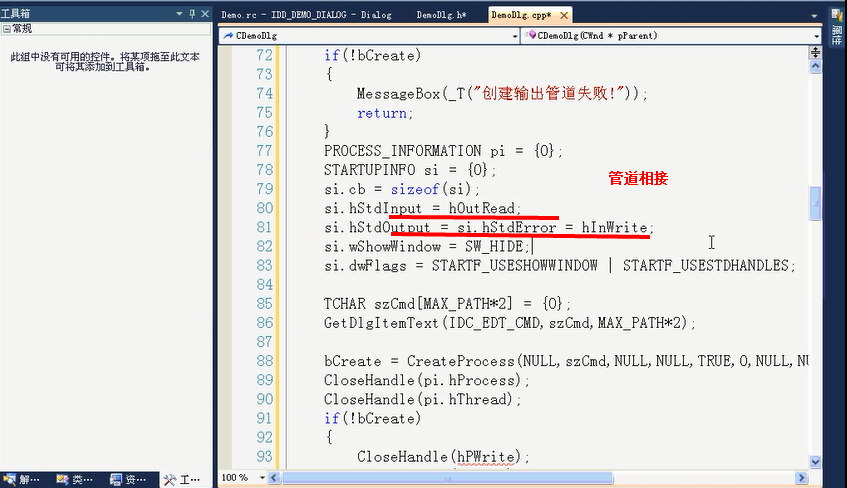 工具箱
常规
此组中没有可用的控件。将某项拖至此文本
可将其添加到工具箱。
解…
类…
资…
工…
Demo.rc - IDD_DEMO_DIALOG - Dialog
DemoDlg.h*
DemoDlg.cpp*
CDemoDlg
CDemoDlg(CWnd * pParent)
72 if(!bCreate)
73 {
74 MessageBox(_T("创建输出管道失败!"));
75 return;
76 }
77 PROCESS_INFORMATION pi = {0};
78 STARTUPINFO si = {0};
79 si.cb = sizeof(si);
管道相接
80 si.hStdInput = hOutRead;
81 si.hStdOutput = si.hStdError = hInWrite;
82 si.wShowWindow = SW_HIDE;
83 si.dwFlags = STARTF_USESHOWWINDOW | STARTF_USESTDHANDLES;
84
85 TCHAR szCmd[MAX_PATH*2] = {0};
86 GetDlgItemText(IDC_EDT_CMD,szCmd,MAX_PATH*2);
87
88 bCreate = CreateProcess(NULL,szCmd,NULL,NULL,TRUE,0,NULL,NU
89 CloseHandle(pi.hProcess);
90 CloseHandle(pi.hThread);
91 if(!bCreate)
92 {
93 CloseHandle(hPWrite);
100 %